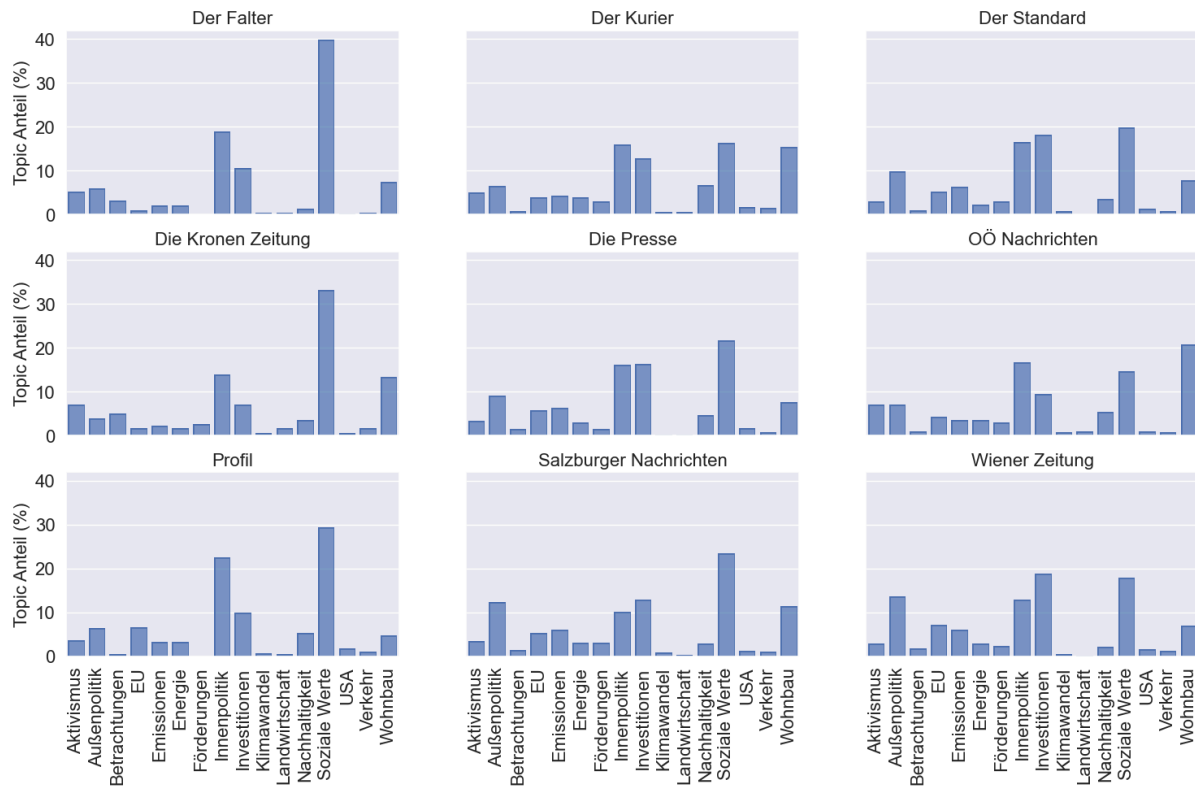 Der Falter
Der Kurier
Der Standard
Topic Anteil (%)
40
30
20
10
0
Die Kronen Zeitung
Die Presse
OÖ Nachrichten
Topic Anteil (%)
40
30
20
10
0
Profil
Salzburger Nachrichten
Wiener Zeitung
Topic Anteil (%)
40
30
20
10
0
Aktivismus
Außenpolitik
Betrachtungen
EU
Emissionen
Energie
Förderungen
Innenpolitik
Investitionen
Klimawandel
Landwirtschaft
Nachhaltigkeit
Soziale Werte
USA
Verkehr
Wohnbau
Aktivismus
Außenpolitik
Betrachtungen
EU
Emissionen
Energie
Förderungen
Innenpolitik
Investitionen
Klimawandel
Landwirtschaft
Nachhaltigkeit
Soziale Werte
USA
Verkehr
Wohnbau
Aktivismus
Außenpolitik
Betrachtungen
EU
Emissionen
Energie
Förderungen
Innenpolitik
Investitionen
Klimawandel
Landwirtschaft
Nachhaltigkeit
Soziale Werte
USA
Verkehr
Wohnbau